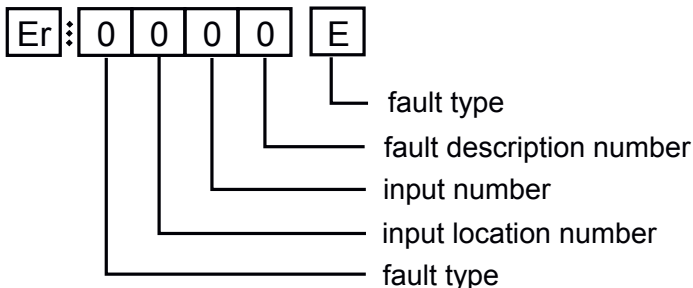 Er 0 0 0 0 E
fault type
fault description number
input number
input location number
fault type